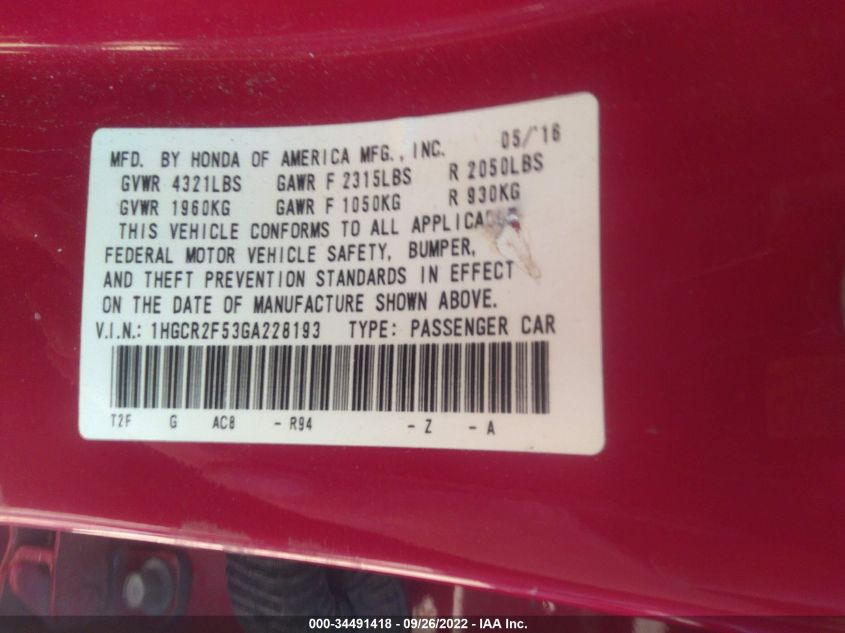 05/'16
MFD. BY HONDA OF AMERICA MFG., INC.
GVWR 4321LBS GAWR F 2315LBS R 2050LBS
GVWR 1960KG GAWR F 1050KG R 930KG
THIS VEHICLE CONFORMS TO ALL
FEDERAL MOTOR VEHICLE SAFETY, BUMPER,
AND THEFT PREVENTION STANDARDS IN EFFECT
ON THE DATE OF MANUFACTURE SHOWN ABOVE.
V.I.N.: 1HGCR2F53GA228193 TYPE: PASSENGER CAR
T2F G AC8 - R94 - Z - A
000-34491418 - 09/26/2022 - IAA Inc.